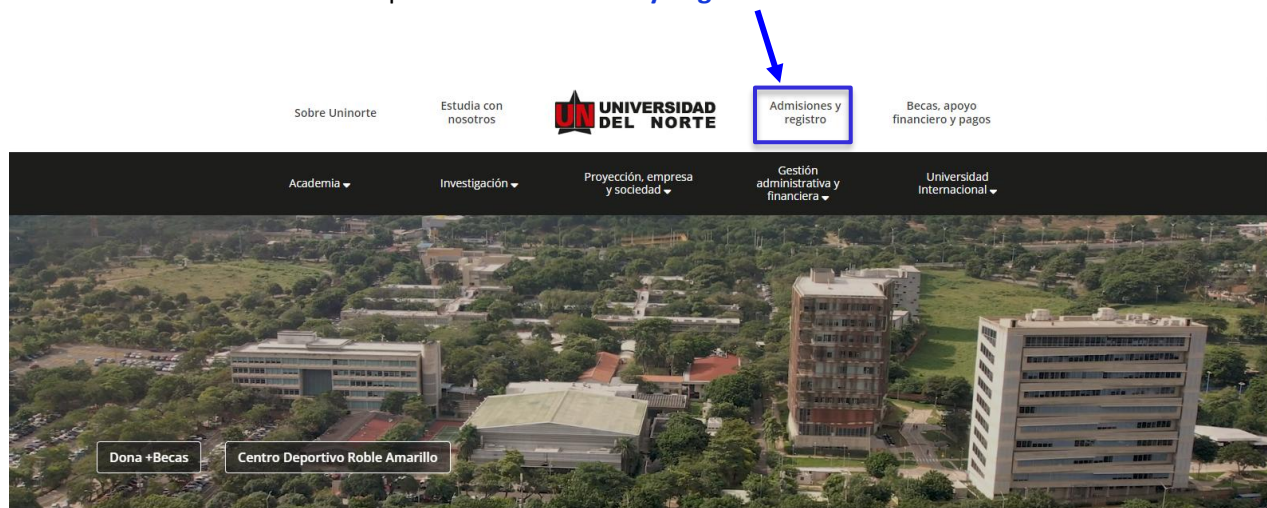 Sobre Uninorte
Estudia con
nosotros
UN UNIVERSIDAD
DEL NORTE
Admisiones y
registro
Becas, apoyo
financiero y pagos
Academia
Investigación
Proyección, empresa
y sociedad
Gestión
administrativa y
financiera
Universidad
Internacional
Dona +Becas
Centro Deportivo Roble Amarillo